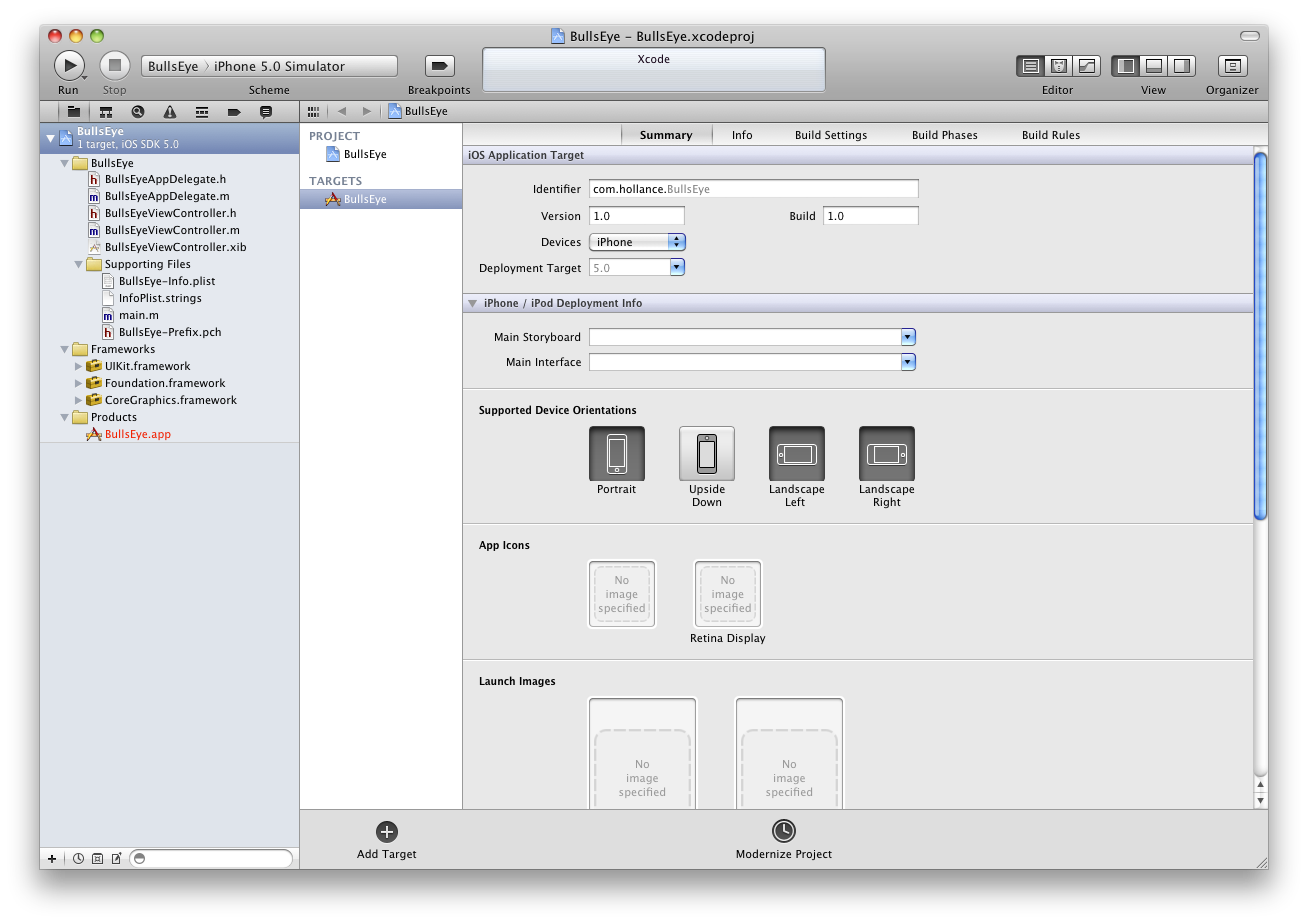 BullsEye – BullsEye.xcodeproj
BullsEye iPhone 5.0 Simulator
Xcode
Run Stop Scheme Breakpoints Editor View Organizer
BullsEye
BullsEye
1 target, iOS SDK 5.0
BullsEye
BullsEyeAppDelegate.h
BullsEyeAppDelegate.m
BullsEyeViewController.h
BullsEyeViewController.m
BullsEyeViewController.xib
Supporting Files
BullsEye-Info.plist
InfoPlist.strings
main.m
BullsEye-Prefix.pch
Frameworks
UIKit.framework
Foundation.framework
CoreGraphics.framework
Products
BullsEye.app
PROJECT
BullsEye
TARGETS
BullsEye
Summary Info Build Settings Build Phases Build Rules
iOS Application Target
Identifier com.hollance.BullsEye
Version 1.0 Build 1.0
Devices iPhone
Deployment Target 5.0
iPhone / iPod Deployment Info
Main Storyboard
Main Interface
Supported Device Orientations
Portrait
Upside
Down
Landscape
Left
Landscape
Right
App Icons
No
image
specified
No
image
specified
Retina Display
Launch Images
No
image
specified
No
image
specified
Add Target
Modernize Project